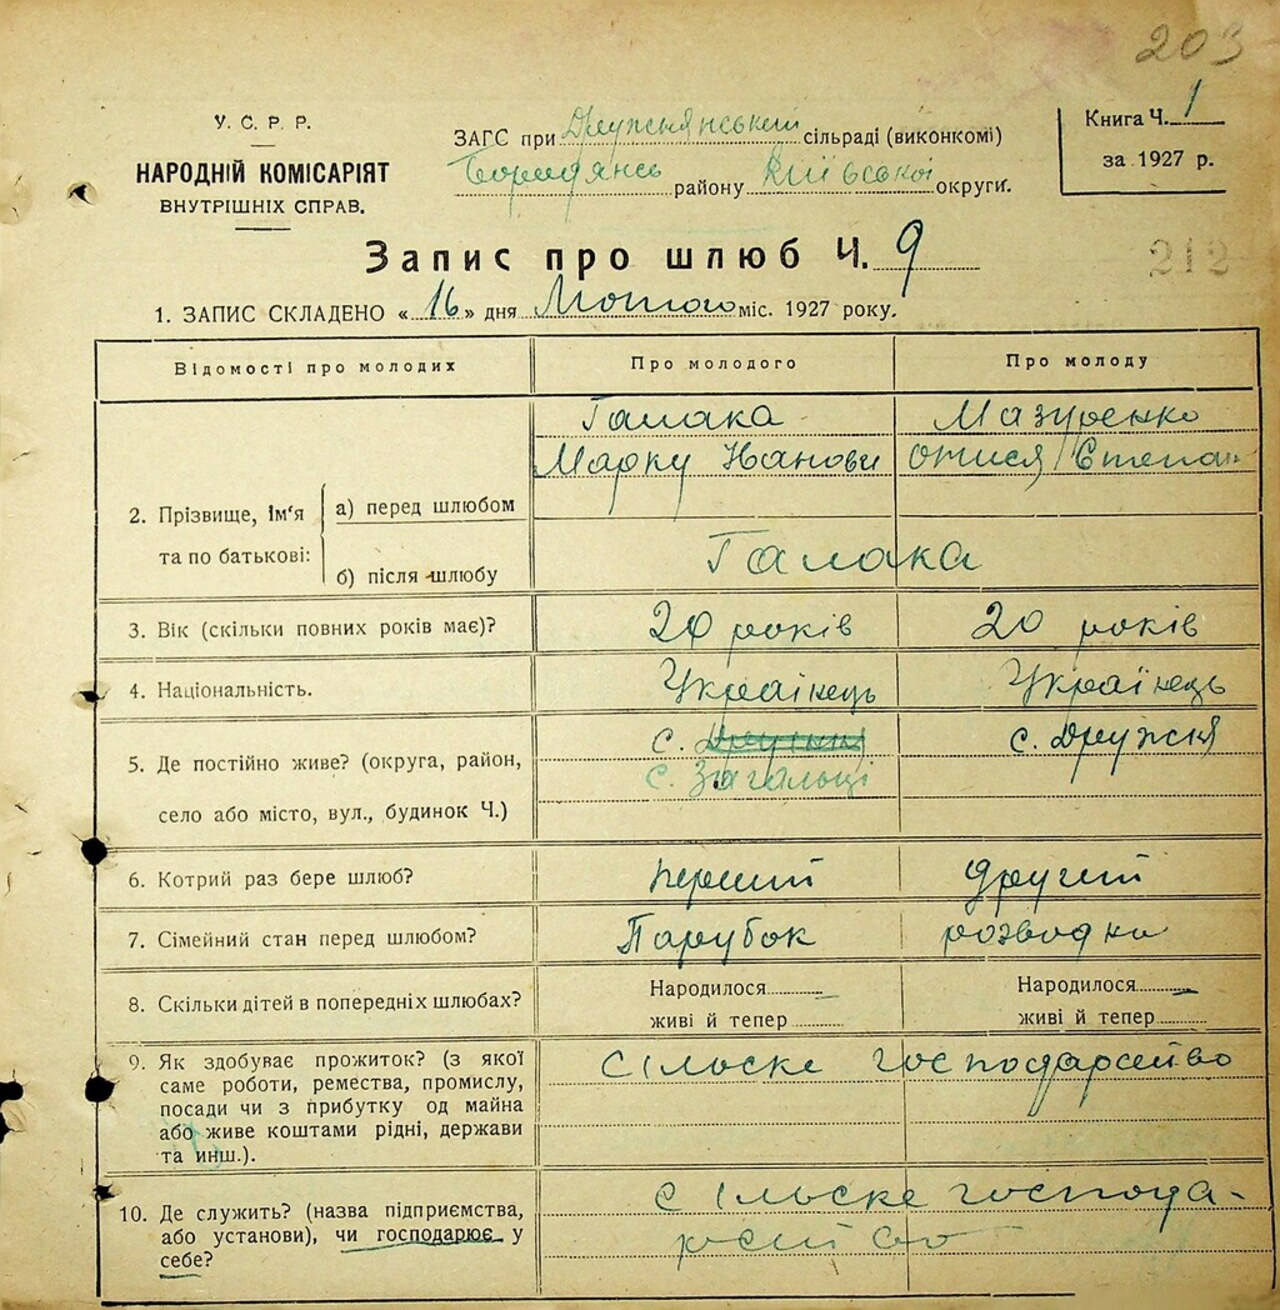 203
У. С. Р. Р.
НАРОДНІЙ КОМІСАРІЯТ
ВНУТРІШНІХ СПРАВ.
ЗАГС при Дружнянській сільраді (виконкомі)
Бородянсь району Київської округи.
Книга Ч. 1
за 1927 р.
Запис про шлюб Ч. 9
212
1. ЗАПИС СКЛАДЕНО « 16 » дня Лютого міс. 1927 року.
Відомості про молодих Про молодого Про молоду
Галака Мазуренко
Марку Іванови Степан
2. Прізвище, ім'я та по батькові:
а) перед шлюбом
б) після шлюбу
Галака
3. Вік (скільки повних років має)? 20 років 20 років
4. Національність. Українець Українець
5. Де постійно живе? (округа, район, с. Дружня с. Дружня
с. Загальці
село або місто, вул., будинок Ч.)
6. Котрий раз бере шлюб? перший другий
7. Сімейний стан перед шлюбом? Парубок розводка
8. Скільки дітей в попередніх шлюбах? Народилося – Народилося –
живі й тепер живі й тепер
9. Як здобуває прожиток? (з якої сільске господарство
саме роботи, ремества, промислу,
посади чи з прибутку од майна
або живе коштами рідні, держави
та инш.).
10. Де служить? (назва підприємства, сільске господа-
або установи), чи господарює у рство
себе?